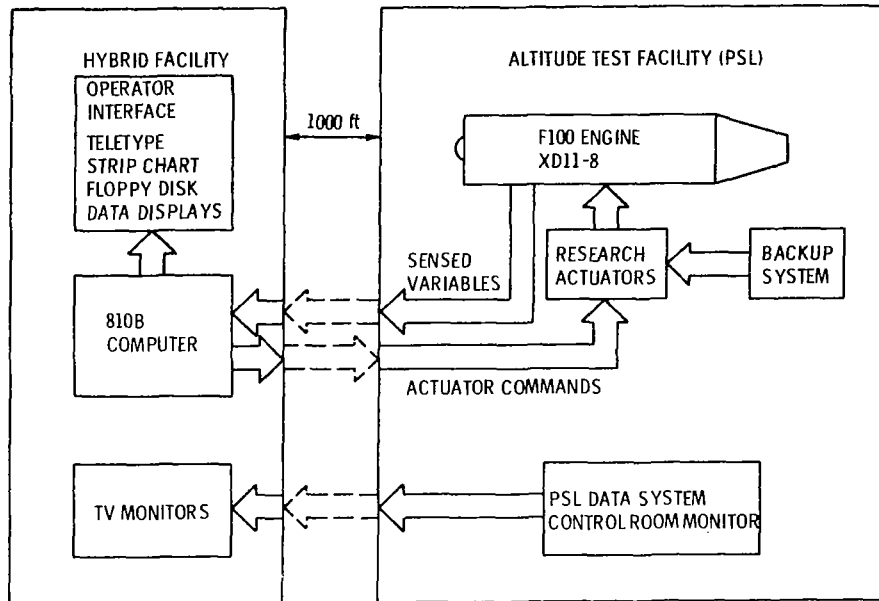 HYBRID FACILITY
OPERATOR
INTERFACE
TELETYPE
STRIP CHART
FLOPPY DISK
DATA DISPLAYS
810B
COMPUTER
TV MONITORS
1000 ft
ALTITUDE TEST FACILITY (PSL)
F100 ENGINE
XD11-8
SENSED
VARIABLES
RESEARCH
ACTUATORS
BACKUP
SYSTEM
ACTUATOR COMMANDS
PSL DATA SYSTEM
CONTROL ROOM MONITOR